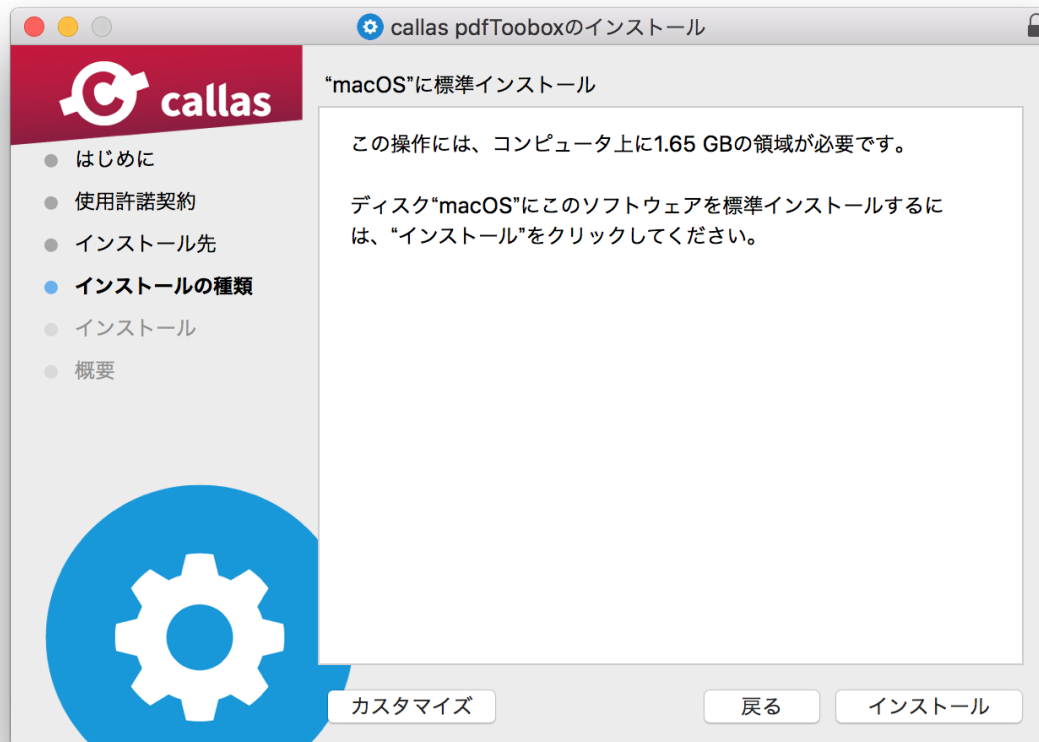 callas pdfTooboxのインストール
callas
“macOS”に標準インストール
はじめに
使用許諾契約
インストール先
インストールの種類
インストール
概要
この操作には、コンピュータ上に1.65 GBの領域が必要です。
ディスク“macOS”にこのソフトウェアを標準インストールするに
は、“インストール”をクリックしてください。
カスタマイズ
戻る
インストール